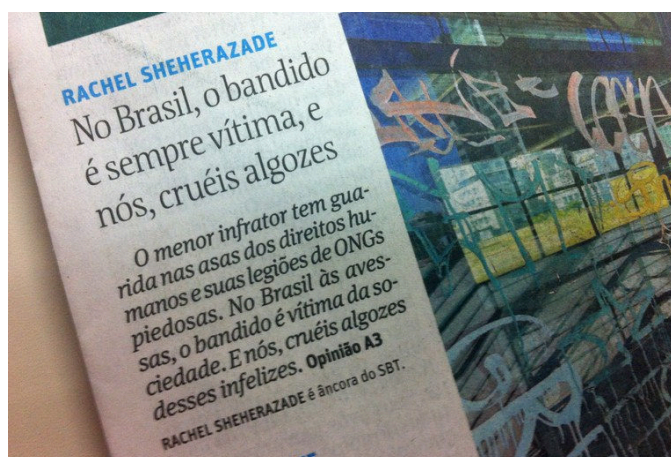 RACHEL SHEHERAZADE
No Brasil, o bandido
é sempre vítima, e
nós, cruéis algozes
O menor infrator tem gua-
rida nas asas dos direitos hu-
manos e suas legiões de ONGs
piedosas. No Brasil às aves-
sas, o bandido é vítima da so-
ciedade. E nós, cruéis algozes
desses infelizes. Opinião A3
RACHEL SHEHERAZADE é âncora do SBT.